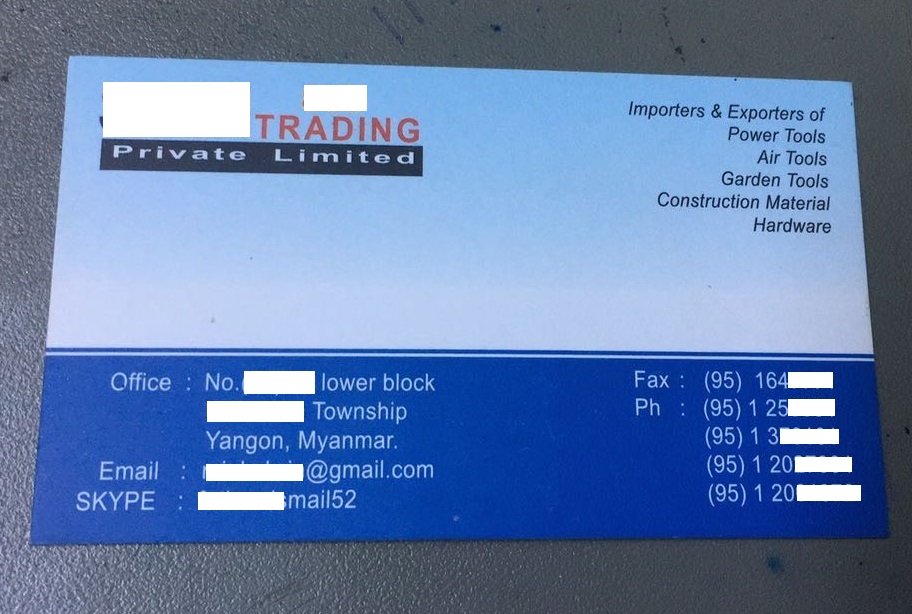 TRADING
Private Limited
Importers & Exporters of
Power Tools
Air Tools
Garden Tools
Construction Material
Hardware
Office : No. lower block
Township
Yangon, Myanmar.
Email : @gmail.com
SKYPE : smail52
Fax : (95) 164
Ph : (95) 1 25
(95) 1 3
(95) 1 20
(95) 1 20